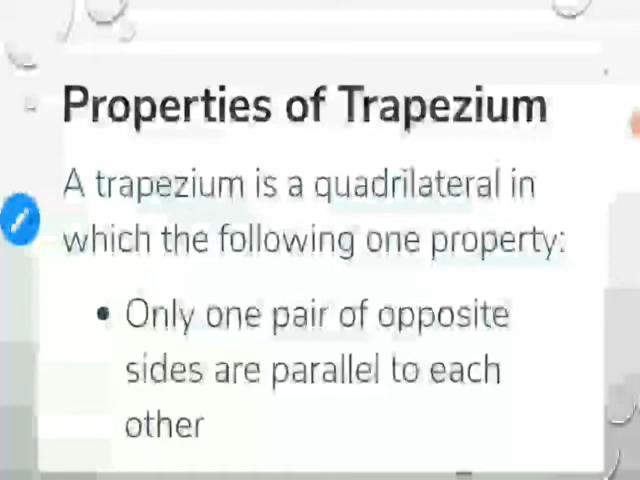 Properties of Trapezium
A trapezium is a quadrilateral in
which the following one property:
Only one pair of opposite
sides are parallel to each
other